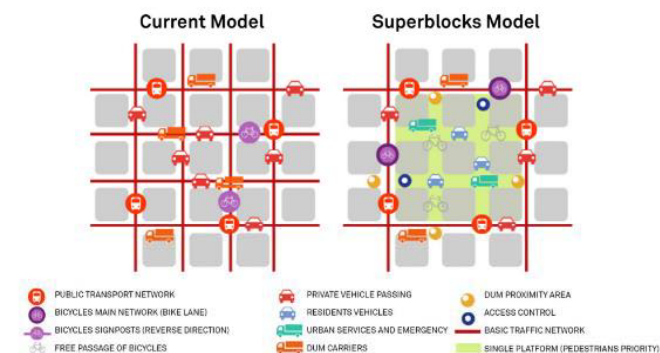 Current Model
Superblocks Model
PUBLIC TRANSPORT NETWORK
BICYCLES MAIN NETWORK (BIKE LANE)
BICYCLES SIGNPOSTS (REVERSE DIRECTION)
FREE PASSAGE OF BICYCLES
PRIVATE VEHICLE PASSING
RESIDENTS VEHICLES
URBAN SERVICES AND EMERGENCY
DUM CARRIERS
DUM PROXIMITY AREA
ACCESS CONTROL
BASIC TRAFFIC NETWORK
SINGLE PLATFORM (PEDESTRIANS PRIORITY)